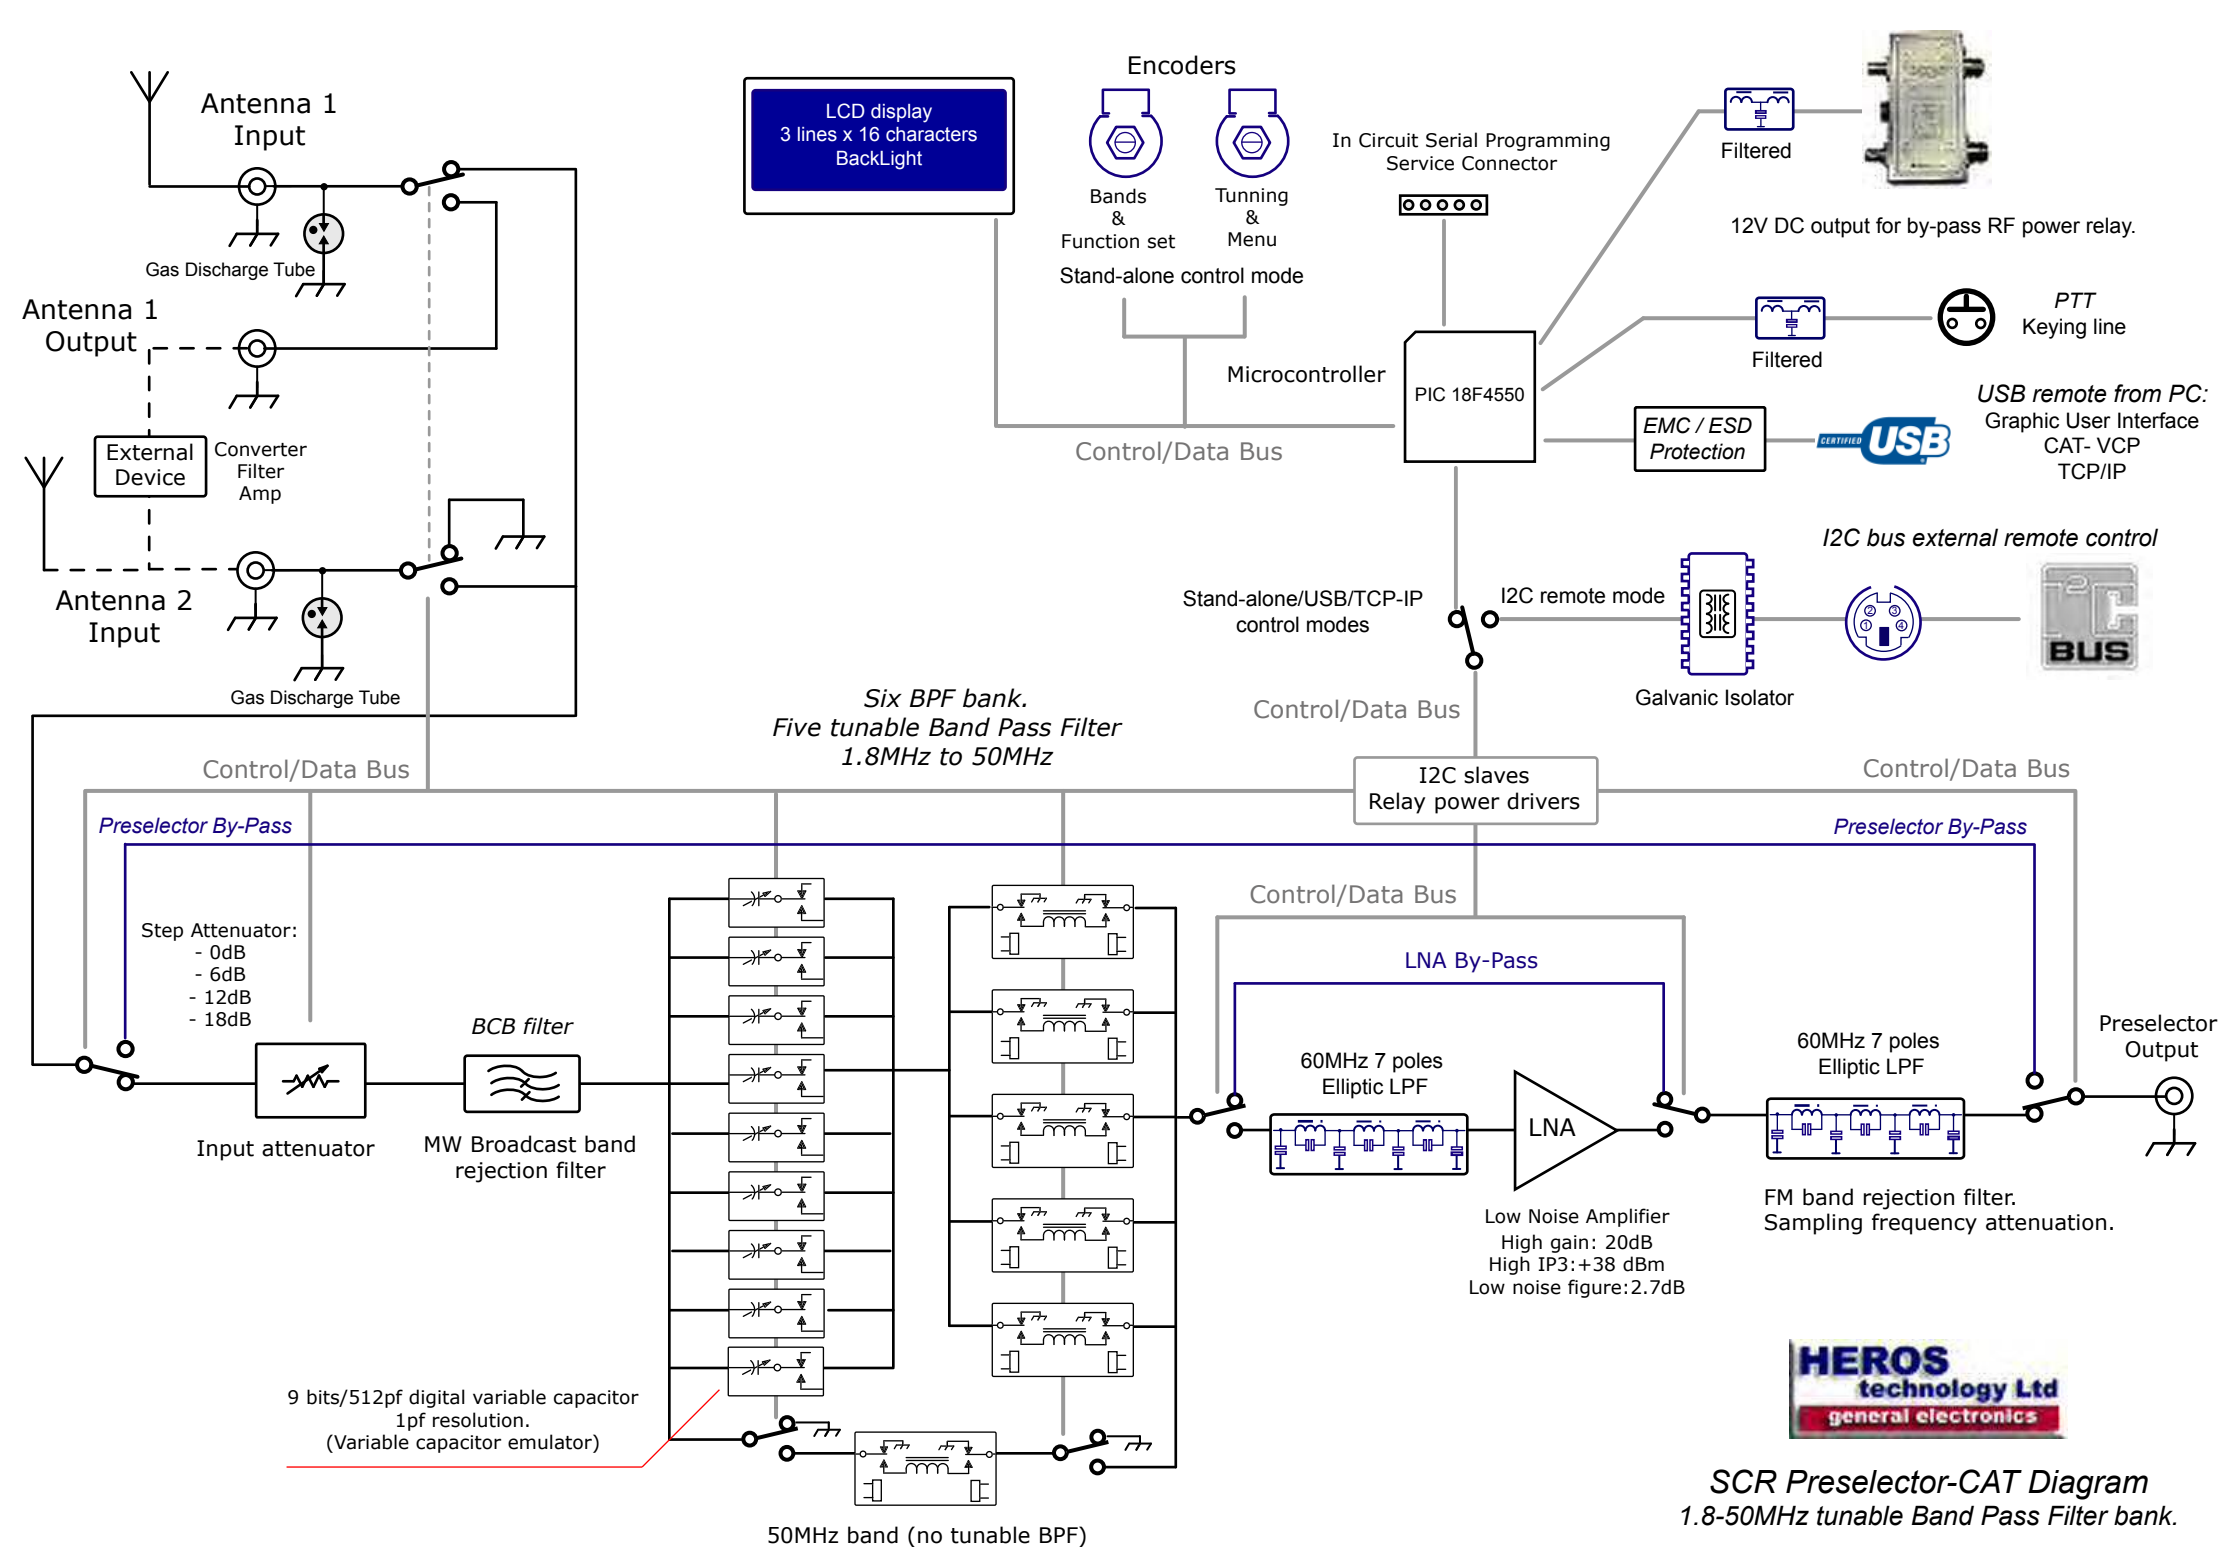 Antenna 1
Input
Gas Discharge Tube
Antenna 1
Output
External
Device
Converter
Filter
Amp
Antenna 2
Input
Gas Discharge Tube
LCD display
3 lines x 16 characters
BackLight
Encoders
Bands
&
Function set
Tunning
&
Menu
Stand-alone control mode
In Circuit Serial Programming
Service Connector
Filtered
12V DC output for by-pass RF power relay.
Filtered
PTT
Keying line
Microcontroller
PIC 18F4550
Control/Data Bus
EMC / ESD
Protection
CERTIFIED USB
USB remote from PC:
Graphic User Interface
CAT- VCP
TCP/IP
I2C bus external remote control
Stand-alone/USB/TCP-IP
control modes
I2C remote mode
2 3
1 4
I2C
BUS
Galvanic Isolator
Control/Data Bus
Six BPF bank.
Five tunable Band Pass Filter
1.8MHz to 50MHz
Control/Data Bus
I2C slaves
Relay power drivers
Control/Data Bus
Preselector By-Pass
Preselector By-Pass
Control/Data Bus
LNA By-Pass
Step Attenuator:
- 0dB
- 6dB
- 12dB
- 18dB
Input attenuator
BCB filter
MW Broadcast band
rejection filter
60MHz 7 poles
Elliptic LPF
LNA
Low Noise Amplifier
High gain: 20dB
High IP3:+38 dBm
Low noise figure:2.7dB
60MHz 7 poles
Elliptic LPF
FM band rejection filter.
Sampling frequency attenuation.
Preselector
Output
9 bits/512pf digital variable capacitor
1pf resolution.
(Variable capacitor emulator)
50MHz band (no tunable BPF)
HEROS
technology Ltd
general electronics
SCR Preselector-CAT Diagram
1.8-50MHz tunable Band Pass Filter bank.